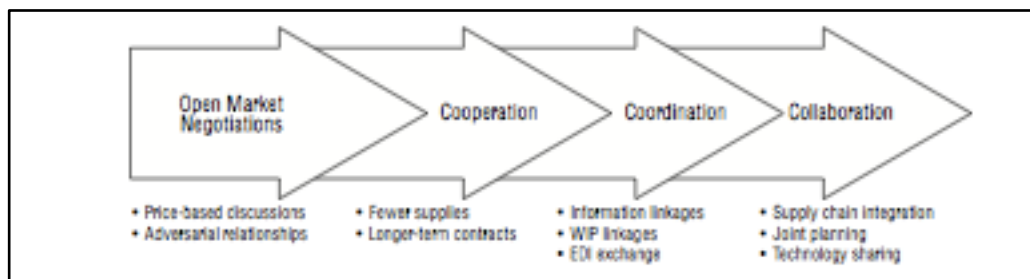 Open Market
Negotiations
Cooperation
Coordination
Collaboration
• Price-based discussions
• Adversarial relationships
• Fewer supplies
• Longer-term contracts
• Information linkages
• WIP linkages
• EDI exchange
• Supply chain integration
• Joint planning
• Technology sharing